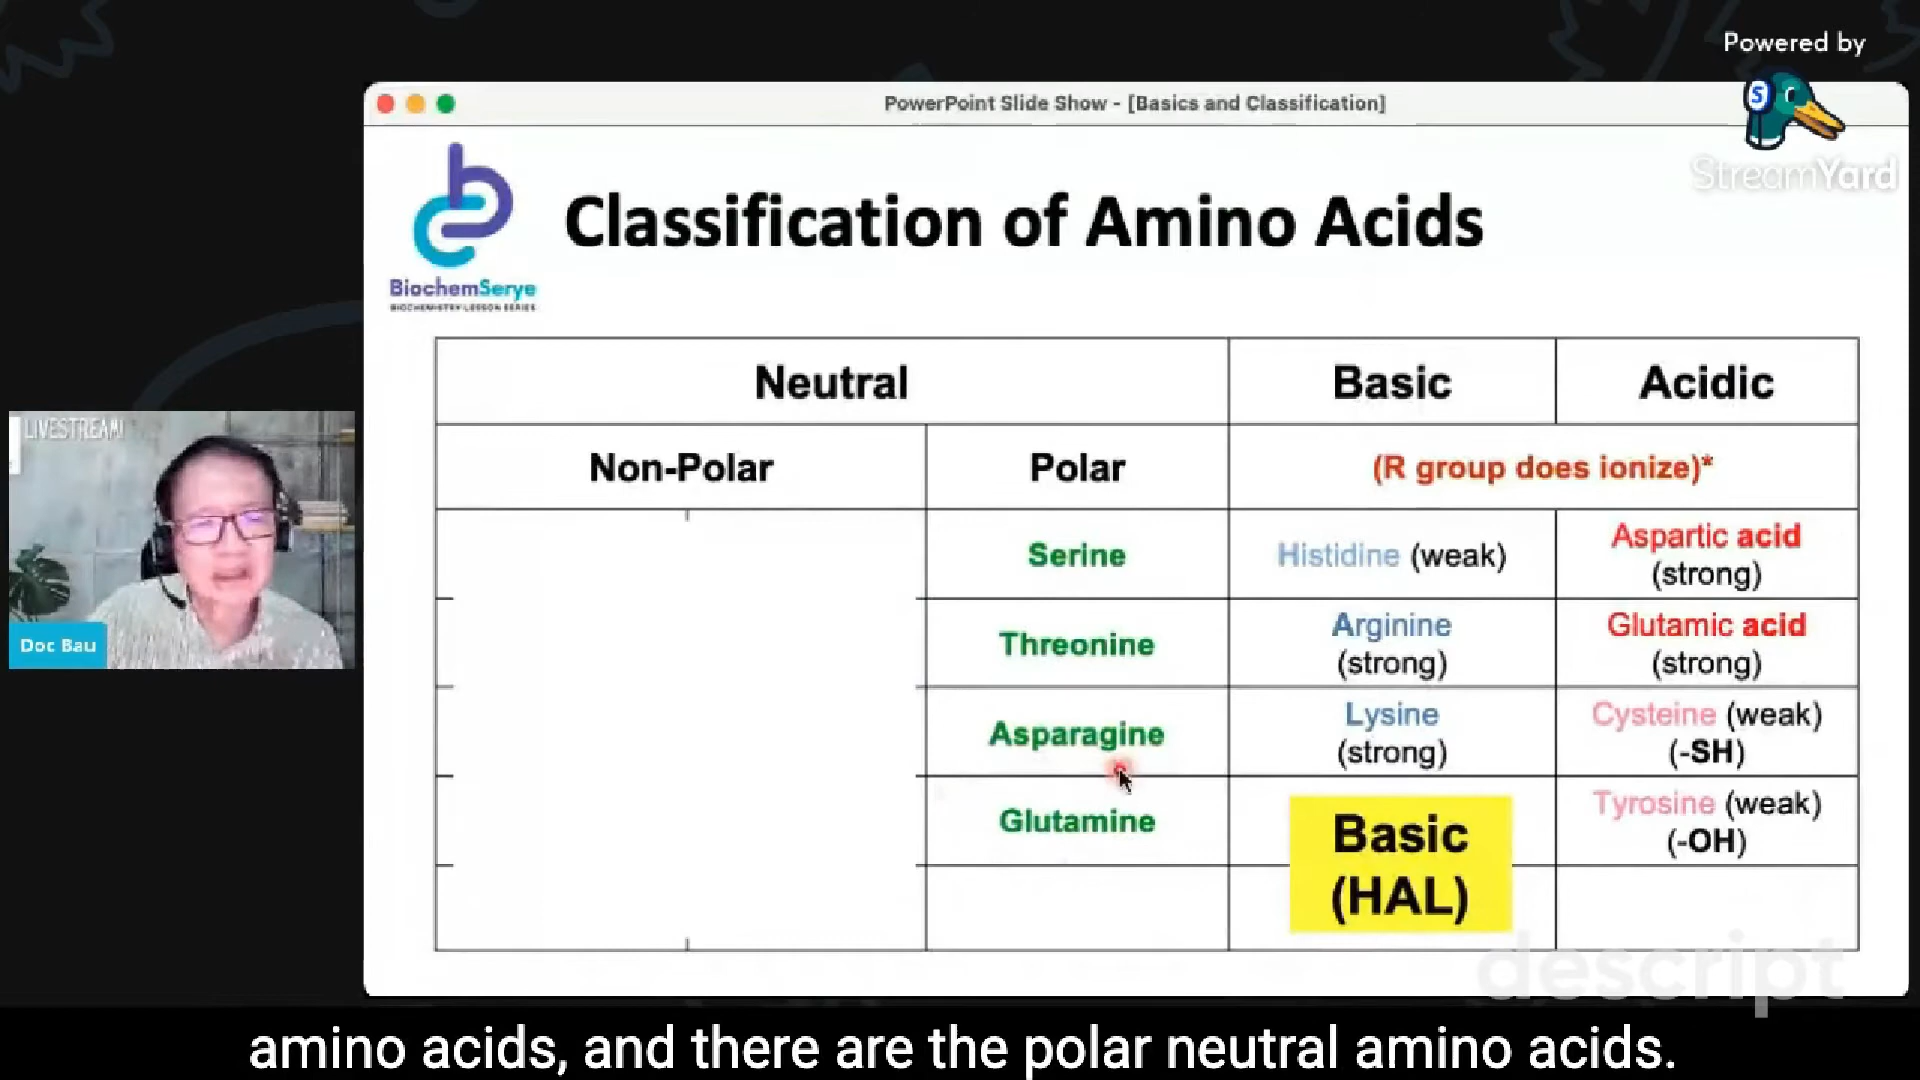 Powered by
StreamYard
PowerPoint Slide Show - [Basics and Classification]
BiochemSerye
BIOCHEMISTRY LESSON SERIES
Classification of Amino Acids
Neutral
Basic
Acidic
Non-Polar
Polar
(R group does ionize)*
Serine
Histidine (weak)
Aspartic acid
(strong)
Threonine
Arginine
(strong)
Glutamic acid
(strong)
Asparagine
Lysine
(strong)
Cysteine (weak)
(-SH)
Glutamine
Basic
(HAL)
Tyrosine (weak)
(-OH)
LIVESTREAM!
Doc Bau
descript
amino acids, and there are the polar neutral amino acids.